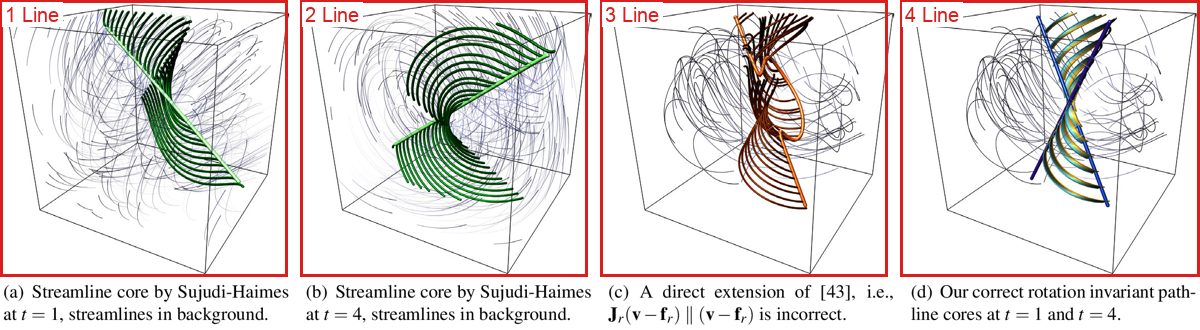 1 Line
2 Line
3 Line
4 Line
(a) Streamline core by Sujudi-Haimes
at t = 1, streamlines in background.
(b) Streamline core by Sujudi-Haimes
at t = 4, streamlines in background.
(c) A direct extension of [43], i.e.,
Jr(v−fr) ∥ (v−fr) is incorrect.
(d) Our correct rotation invariant path-
line cores at t = 1 and t = 4.